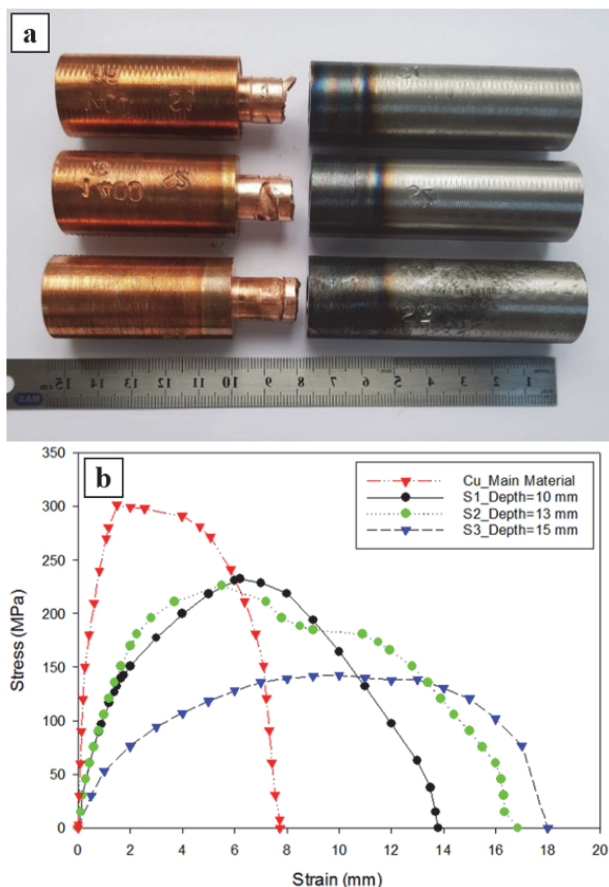 a
1400 S2
15 14 13 12 11 10 9 8 7 6 5 4 3 2 1
b
350
300
250
200
150
100
50
0
Stress (MPa)
Cu_Main Material
S1_Depth=10 mm
S2_Depth=13 mm
S3_Depth=15 mm
0 2 4 6 8 10 12 14 16 18 20
Strain (mm)